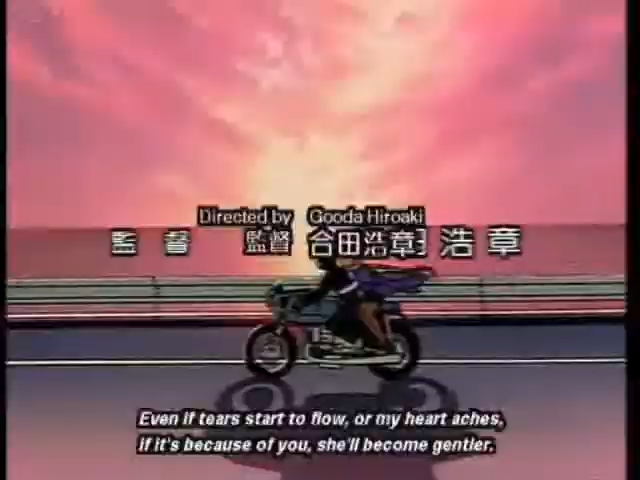 Directed by Gooda Hiroaki
監督 監督 合田浩章 浩章
Even if tears start to flow, or my heart aches,
if it's because of you, she'll become gentler.